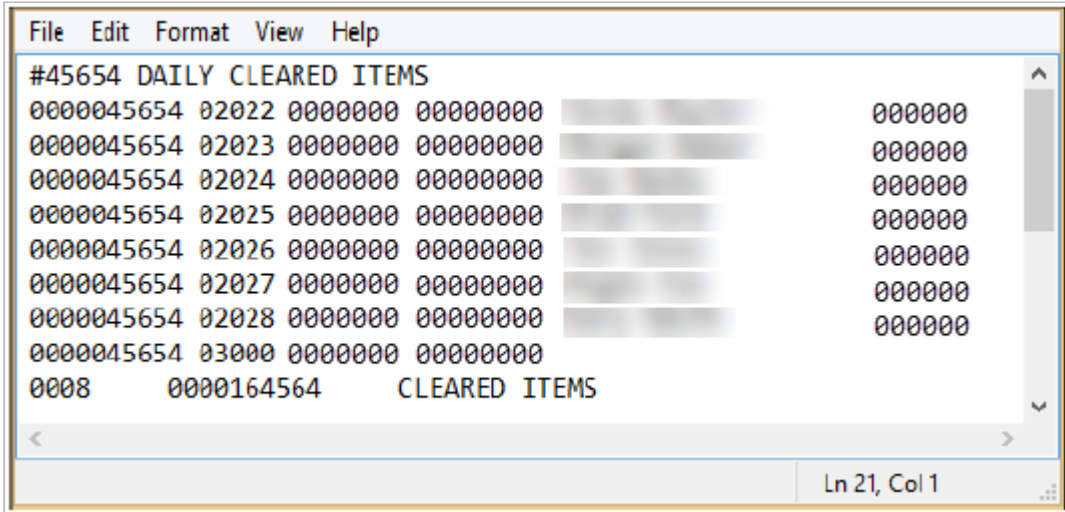 File Edit Format View Help
#45654 DAILY CLEARED ITEMS
0000045654 02022 0000000 00000000 000000
0000045654 02023 0000000 00000000 000000
0000045654 02024 0000000 00000000 000000
0000045654 02025 0000000 00000000 000000
0000045654 02026 0000000 00000000 000000
0000045654 02027 0000000 00000000 000000
0000045654 02028 0000000 00000000 000000
0000045654 03000 0000000 00000000
0008 0000164564 CLEARED ITEMS
Ln 21, Col 1